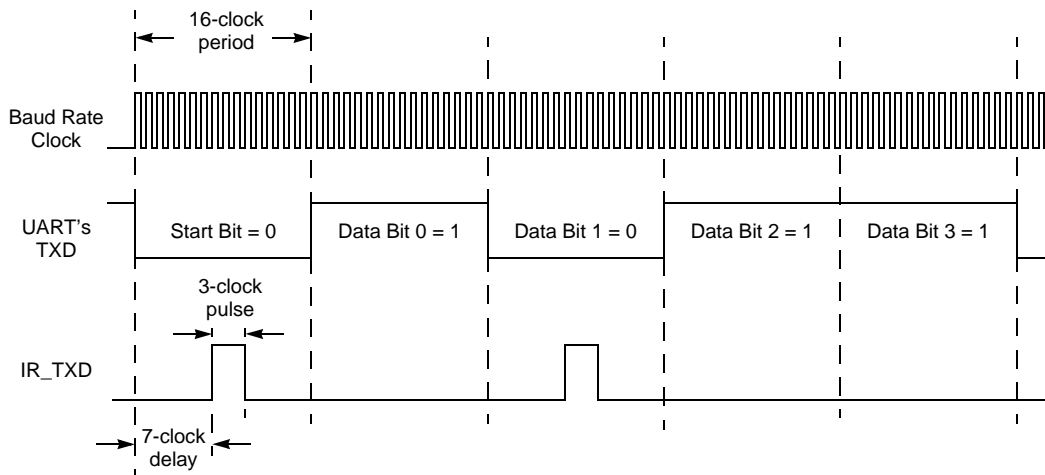 16-clock
period
Baud Rate
Clock
UART's
TXD
Start Bit = 0
Data Bit 0 = 1
Data Bit 1 = 0
Data Bit 2 = 1
Data Bit 3 = 1
3-clock
pulse
IR_TXD
7-clock
delay